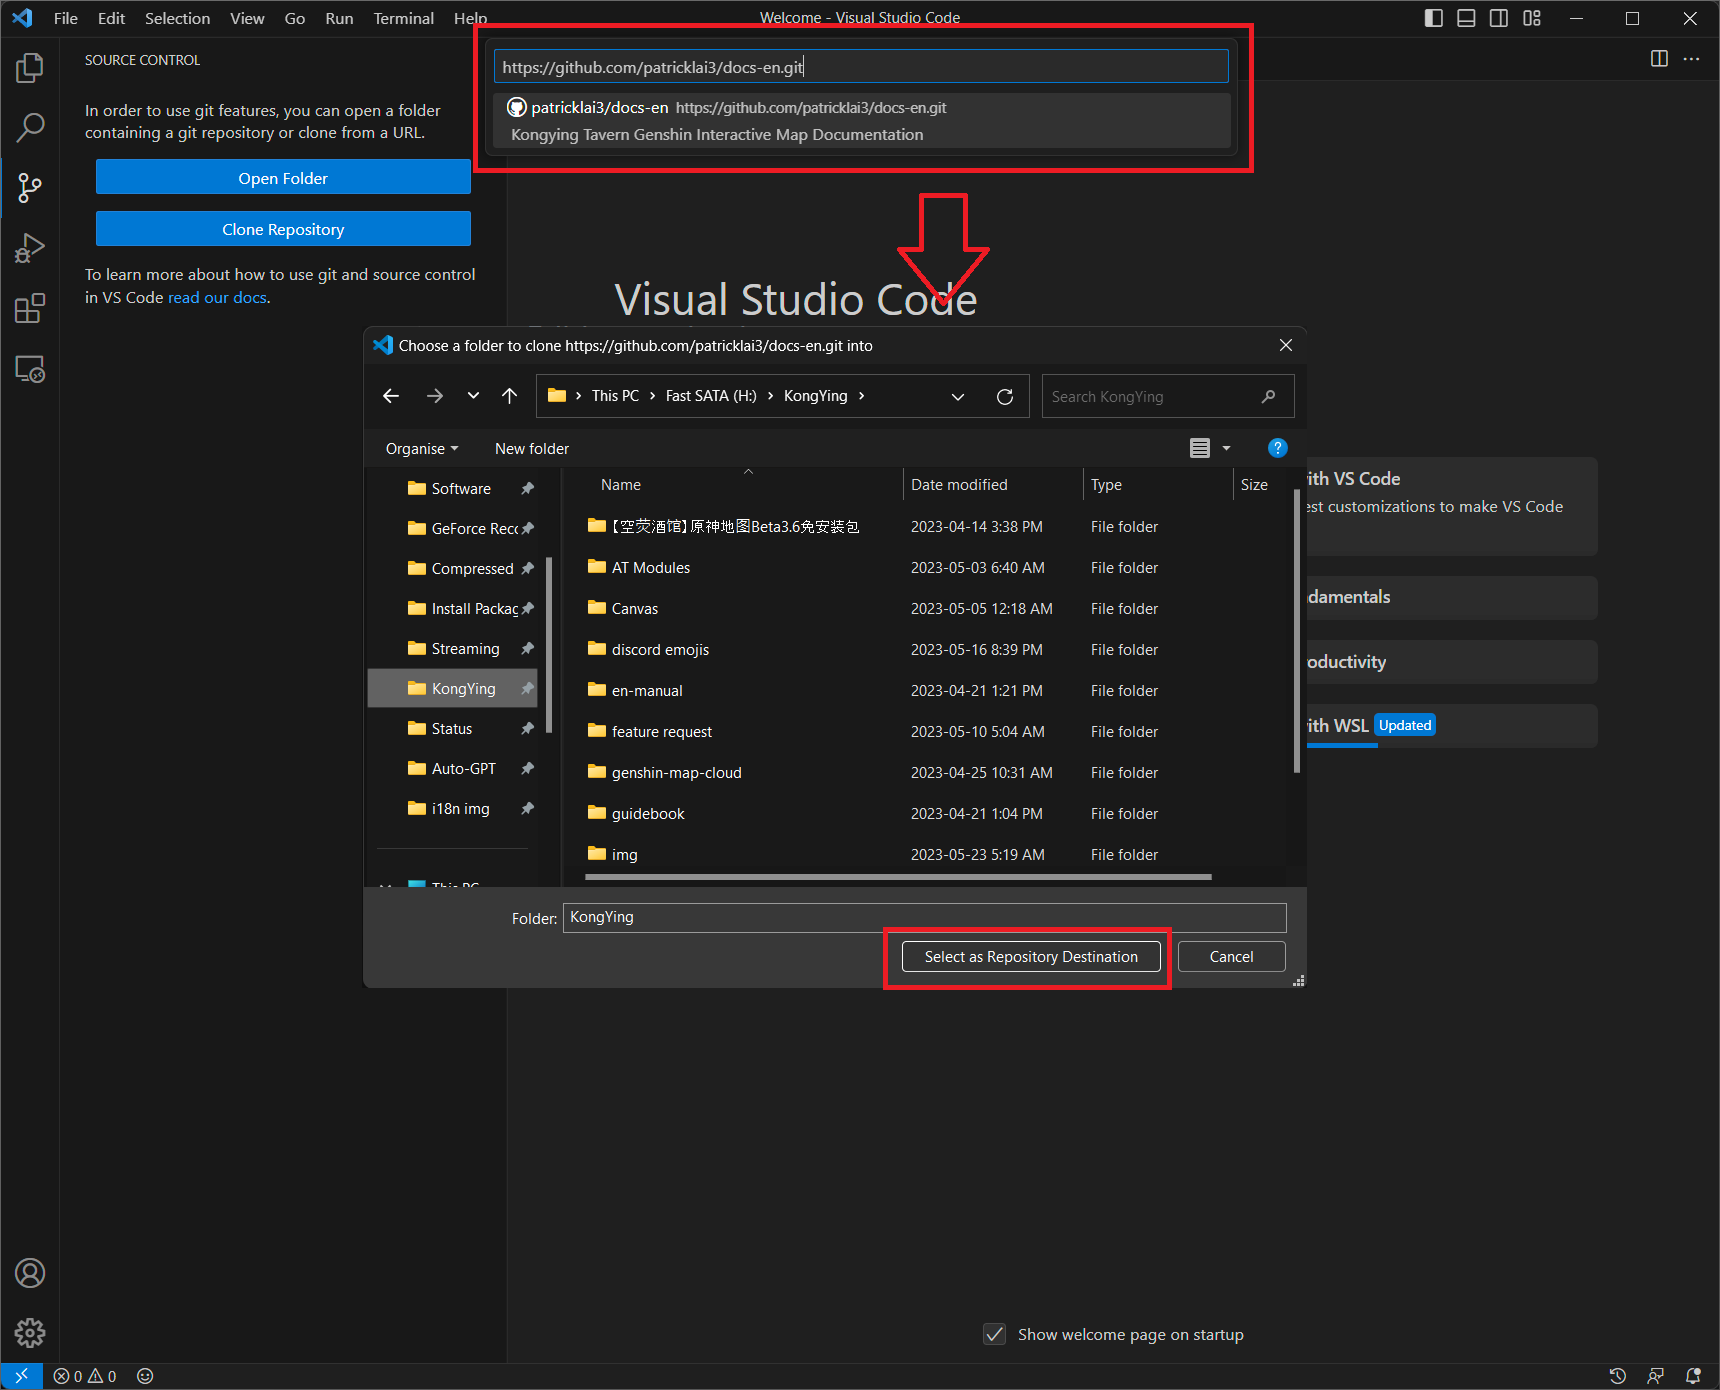 File Edit Selection View Go Run Terminal Help
Welcome - Visual Studio Code
SOURCE CONTROL
In order to use git features, you can open a folder
containing a git repository or clone from a URL.
Open Folder
Clone Repository
To learn more about how to use git and source control
in VS Code read our docs.
https://github.com/patricklai3/docs-en.git
patricklai3/docs-en https://github.com/patricklai3/docs-en.git
Kongying Tavern Genshin Interactive Map Documentation
Visual Studio Code
Choose a folder to clone https://github.com/patricklai3/docs-en.git into
This PC > Fast SATA (H:) > KongYing >
Search KongYing
Organise New folder
Software
GeForce Rec
Compressed
Install Packag
Streaming
KongYing
Status
Auto-GPT
i18n img
This PC
Name Date modified Type Size
【空荧酒馆】原神地图Beta3.6免安装包 2023-04-14 3:38 PM File folder
AT Modules 2023-05-03 6:40 AM File folder
Canvas 2023-05-05 12:18 AM File folder
discord emojis 2023-05-16 8:39 PM File folder
en-manual 2023-04-21 1:21 PM File folder
feature request 2023-05-10 5:04 AM File folder
genshin-map-cloud 2023-04-25 10:31 AM File folder
guidebook 2023-04-21 1:04 PM File folder
img 2023-05-23 5:19 AM File folder
Folder: KongYing
Select as Repository Destination Cancel
ith VS Code
est customizations to make VS Code
damentals
oductivity
ith WSL Updated
Show welcome page on startup
0 0